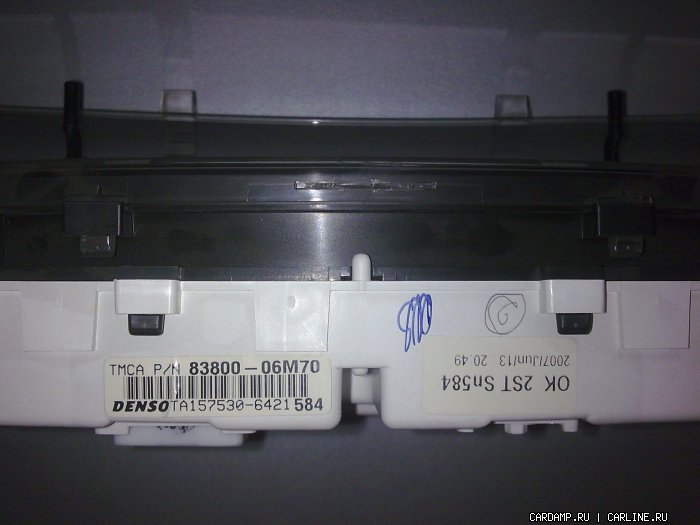 TMCA P/N 83800-06M70
DENSO TA157530-6421 584
OK 2ST Sn584
2007/Jun/13 20:49
CARDAMP.RU | CARLINE.RU